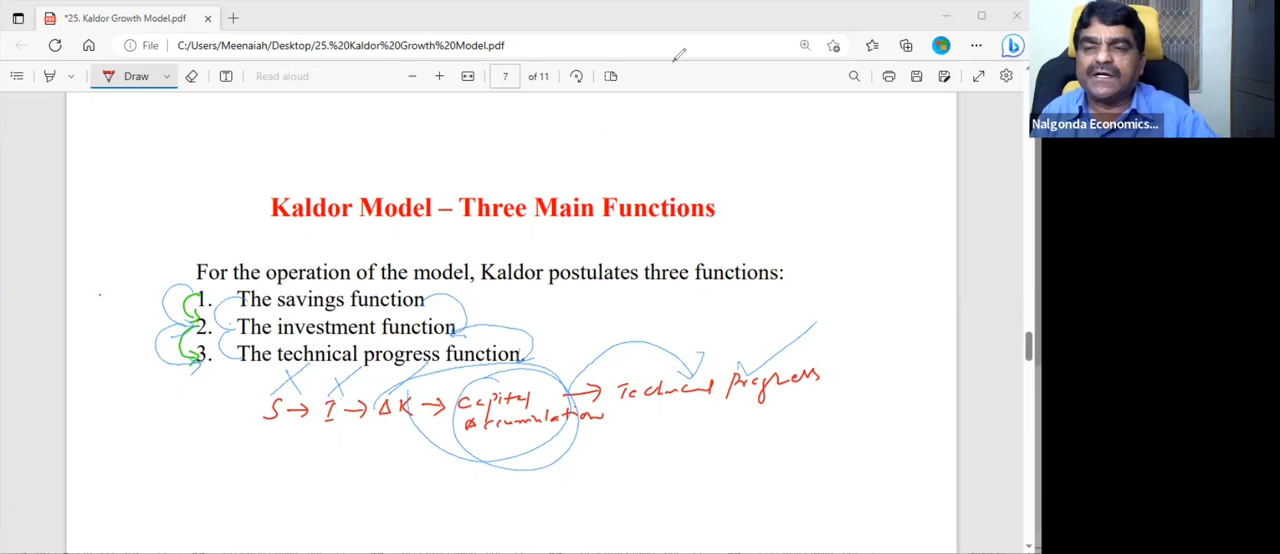 *25. Kaldor Growth Model.pdf
File C:/Users/Meenaiah/Desktop/25.%20Kaldor%20Growth%20Model.pdf
Draw Read aloud 7 of 11
Nalgonda Economics...
Kaldor Model – Three Main Functions
For the operation of the model, Kaldor postulates three functions:
1. The savings function
2. The investment function
3. The technical progress function.
S → I → ΔK → Capital Accumulation → Technical Progress